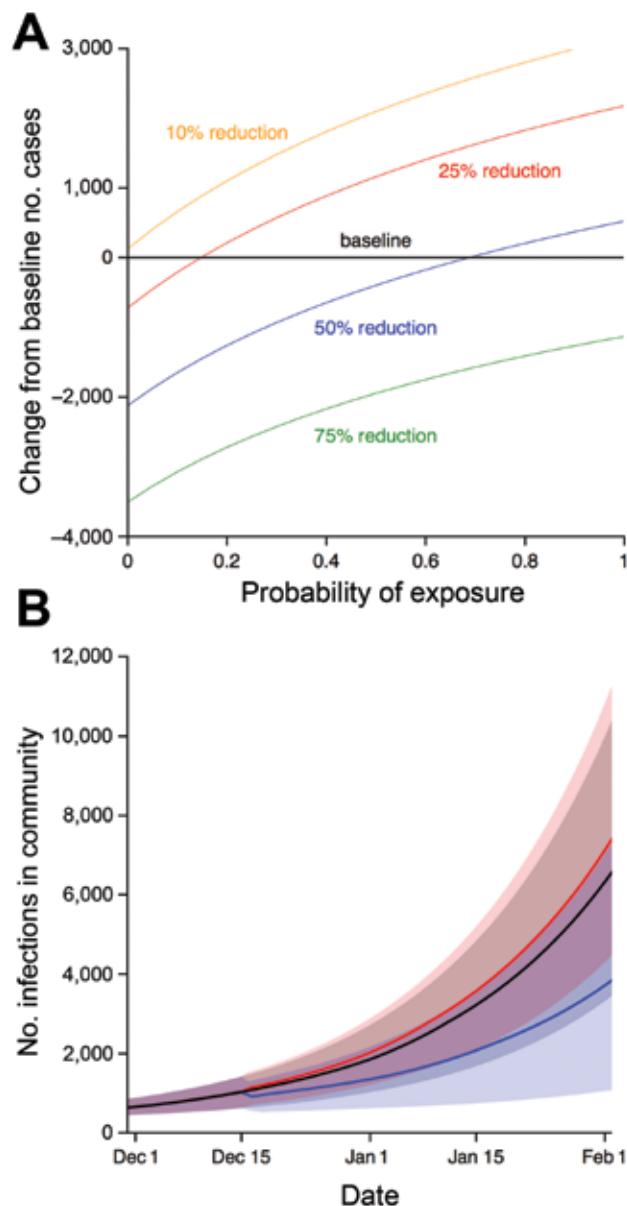 A
Change from baseline no. cases
3,000
1,000
0
−2,000
−4,000
10% reduction
25% reduction
baseline
50% reduction
75% reduction
0 0.2 0.4 0.6 0.8 1
Probability of exposure
B
No. infections in community
12,000
10,000
8,000
6,000
4,000
2,000
0
Dec 1 Dec 15 Jan 1 Jan 15 Feb 1
Date